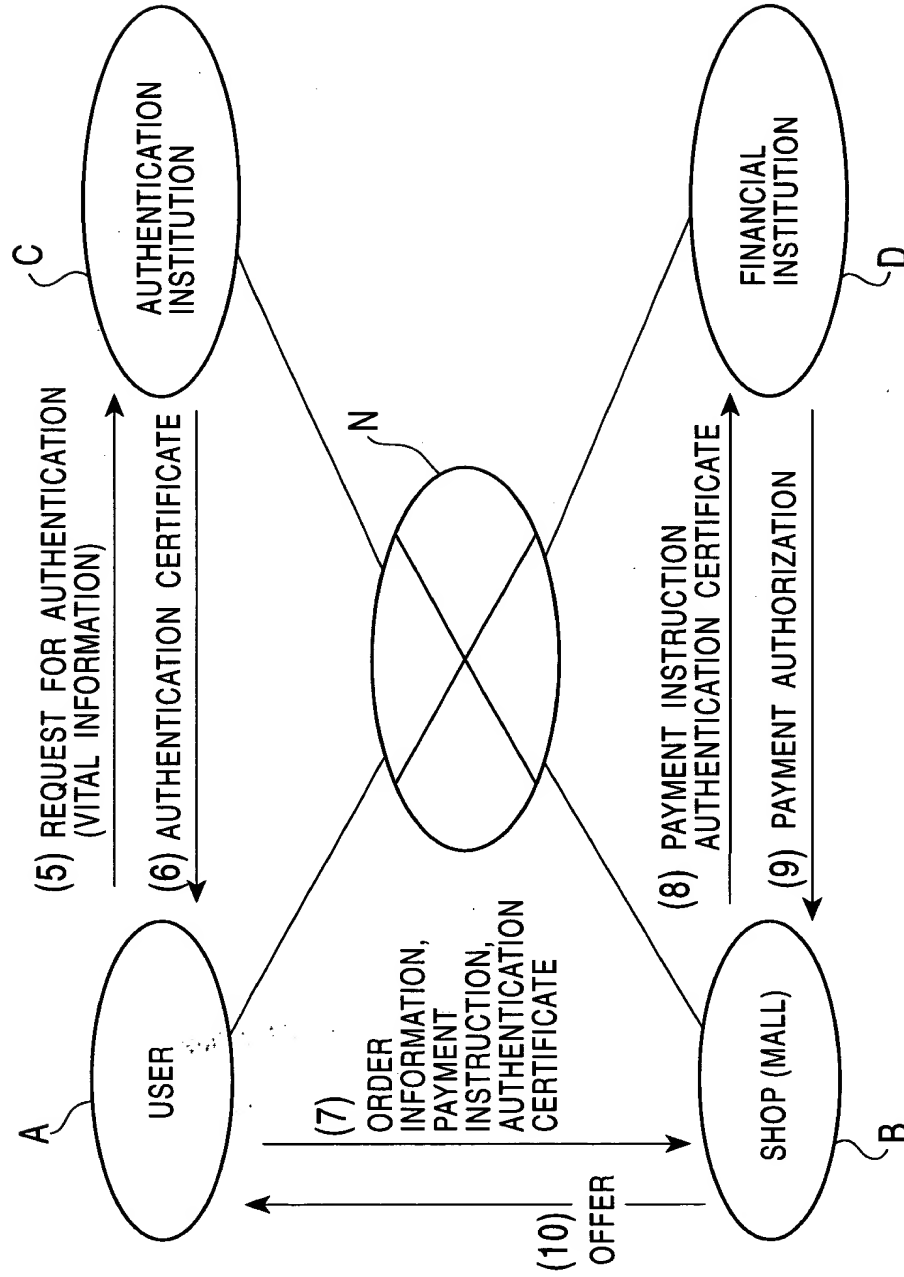 A
USER
(5) REQUEST FOR AUTHENTICATION
(VITAL INFORMATION)
(6) AUTHENTICATION CERTIFICATE
C
AUTHENTICATION
INSTITUTION
N
(7)
ORDER
INFORMATION,
PAYMENT
INSTRUCTION,
AUTHENTICATION
CERTIFICATE
(10)
OFFER
SHOP (MALL)
B
(8) PAYMENT INSTRUCTION
AUTHENTICATION CERTIFICATE
(9) PAYMENT AUTHORIZATION
FINANCIAL
INSTITUTION
D